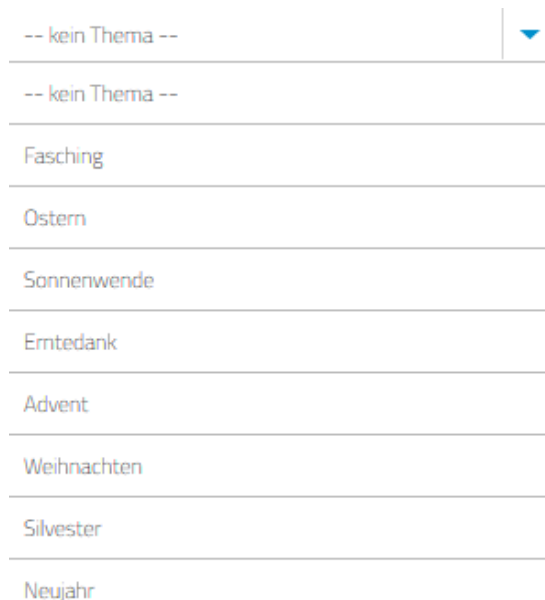 -- kein Thema --
-- kein Thema --
Fasching
Ostern
Sonnenwende
Erntedank
Advent
Weihnachten
Silvester
Neujahr